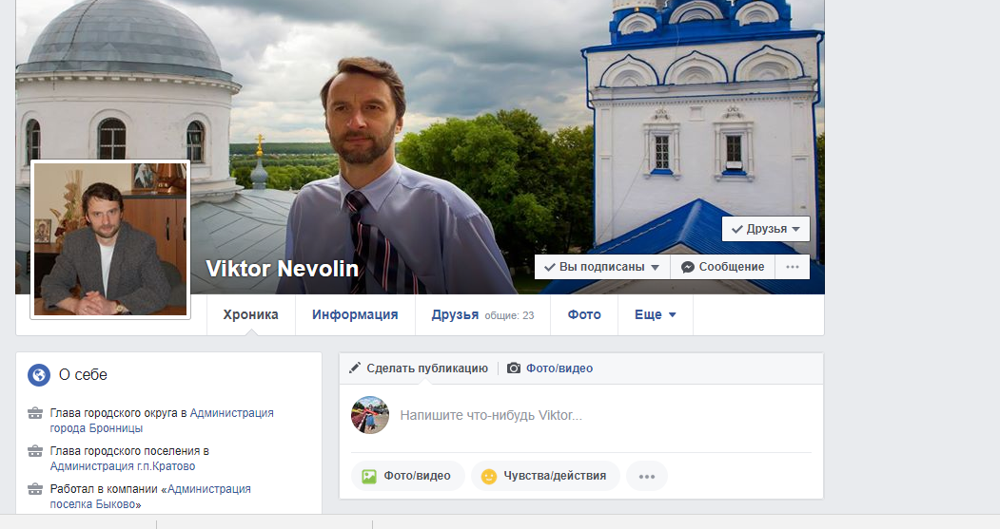 Друзья
Viktor Nevolin
Вы подписаны
Сообщение
Хроника
Информация
Друзья общие: 23
Фото
Еще
О себе
Глава городского округа в Администрация
города Бронницы
Глава городского поселения в
Администрация г.п.Кратово
Работал в компании «Администрация
поселка Быково»
Сделать публикацию
Фото/видео
Напишите что-нибудь Viktor...
Фото/видео
Чувства/действия